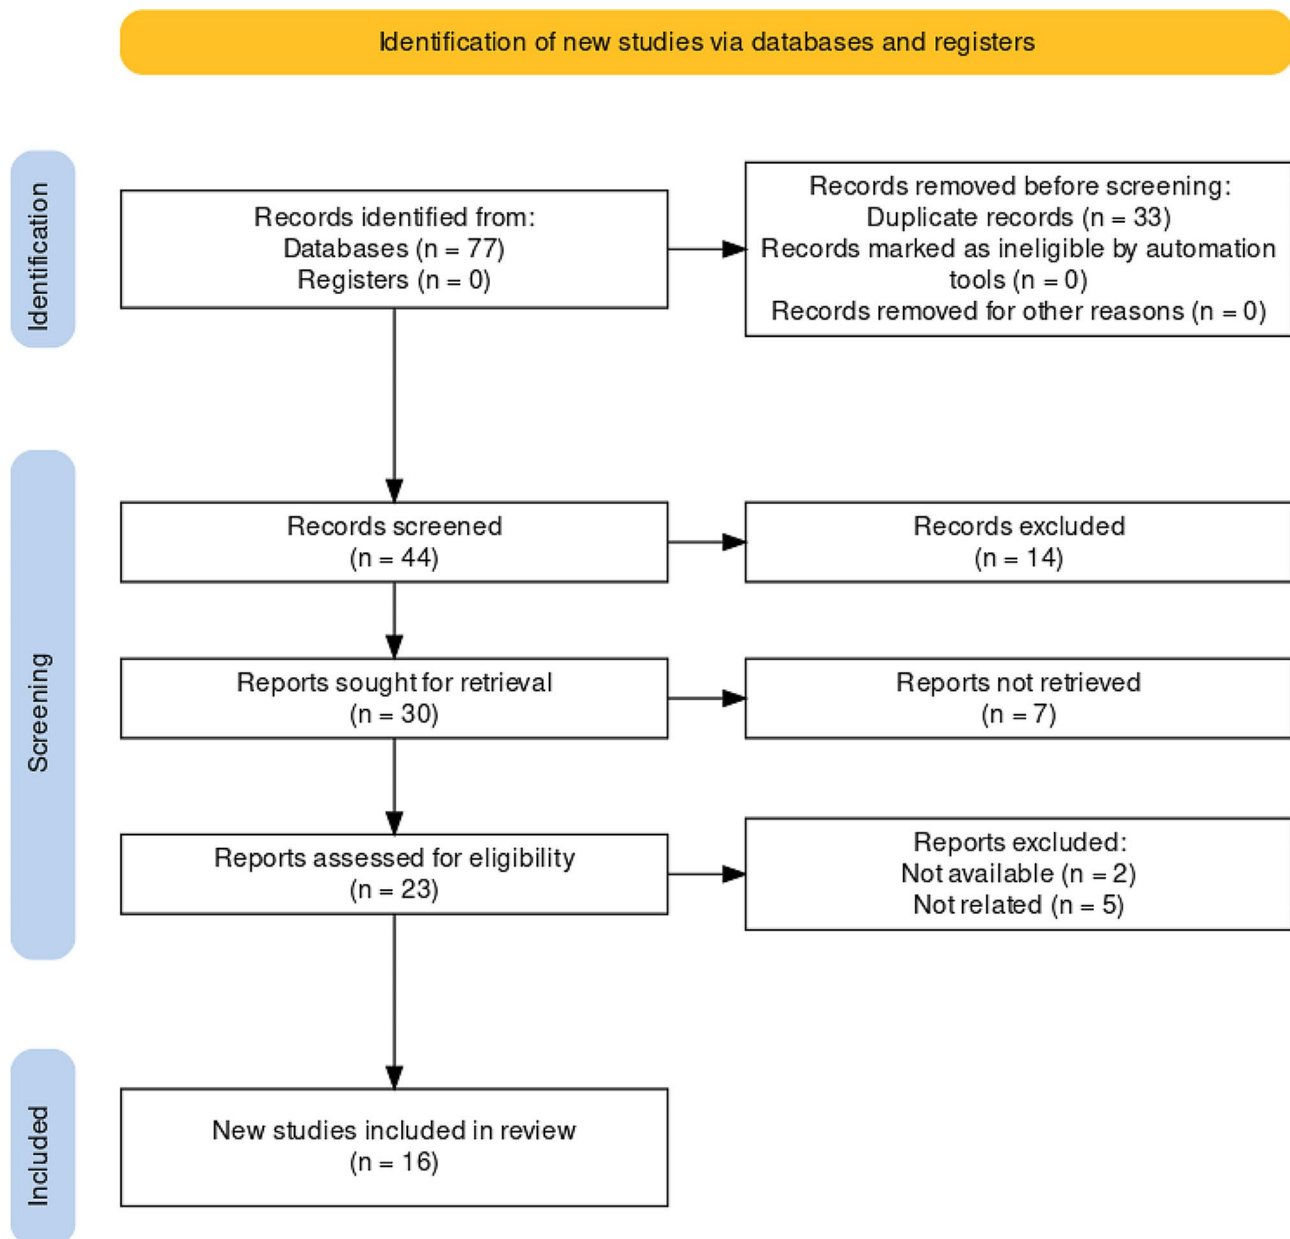 Identification of new studies via databases and registers
Identification
Records identified from:
Databases (n = 77)
Registers (n = 0)
Records removed before screening:
Duplicate records (n = 33)
Records marked as ineligible by automation
tools (n = 0)
Records removed for other reasons (n = 0)
Screening
Records screened
(n = 44)
Records excluded
(n = 14)
Reports sought for retrieval
(n = 30)
Reports not retrieved
(n = 7)
Reports assessed for eligibility
(n = 23)
Reports excluded:
Not available (n = 2)
Not related (n = 5)
Included
New studies included in review
(n = 16)